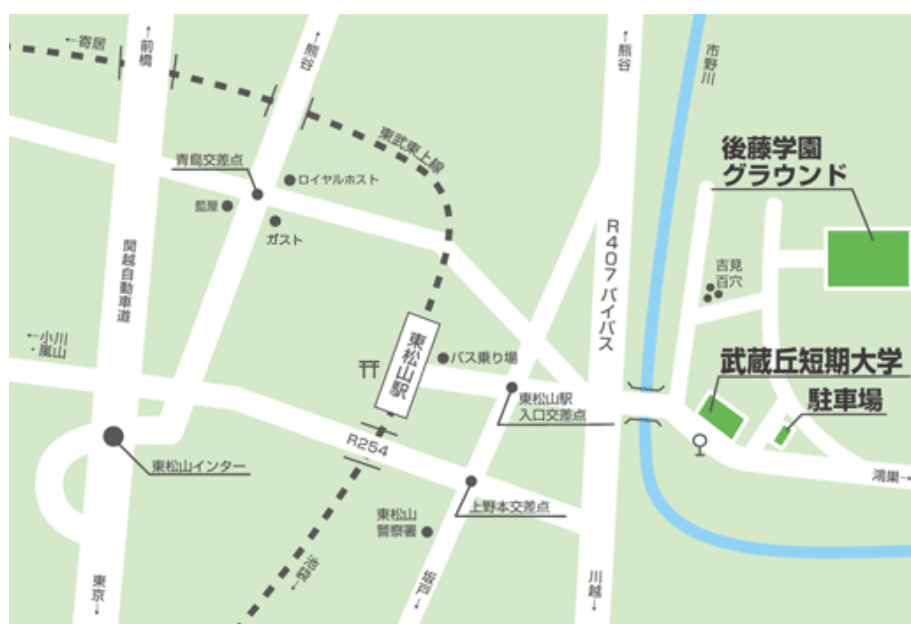 ←寄居
←前橋
←熊谷
←熊谷
市野川
東武東上線
後藤学園
グラウンド
青鳥交差点
ロイヤルホスト
藍屋
ガスト
R407 バイパス
関越自動車道
吉見
百穴
←小川
・嵐山
東松山駅
バス乗り場
武蔵丘短期大学
駐車場
東松山駅
入口交差点
R254
東松山インター
鴻巣→
上野本交差点
東松山
警察署
池袋→
坂戸→
川越→
東京→